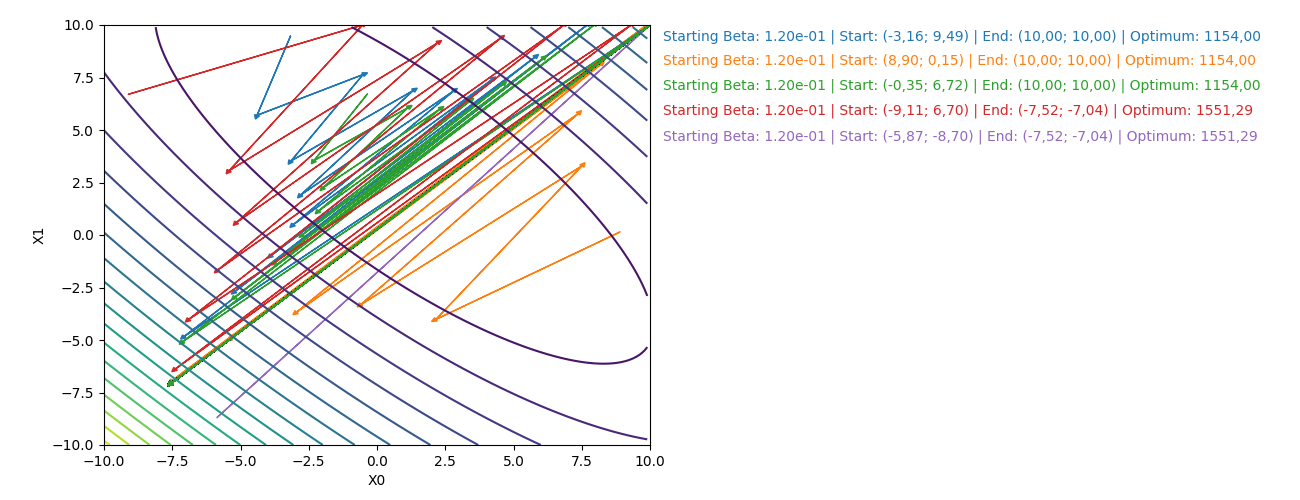 10.0
7.5
5.0
2.5
0.0
−2.5
−5.0
−7.5
−10.0
X1
−10.0 −7.5 −5.0 −2.5 0.0 2.5 5.0 7.5 10.0
X0
Starting Beta: 1.20e-01 | Start: (-3,16; 9,49) | End: (10,00; 10,00) | Optimum: 1154,00
Starting Beta: 1.20e-01 | Start: (8,90; 0,15) | End: (10,00; 10,00) | Optimum: 1154,00
Starting Beta: 1.20e-01 | Start: (-0,35; 6,72) | End: (10,00; 10,00) | Optimum: 1154,00
Starting Beta: 1.20e-01 | Start: (-9,11; 6,70) | End: (-7,52; -7,04) | Optimum: 1551,29
Starting Beta: 1.20e-01 | Start: (-5.87; -8,70) | End: (-7,52; -7,04) | Optimum: 1551,29